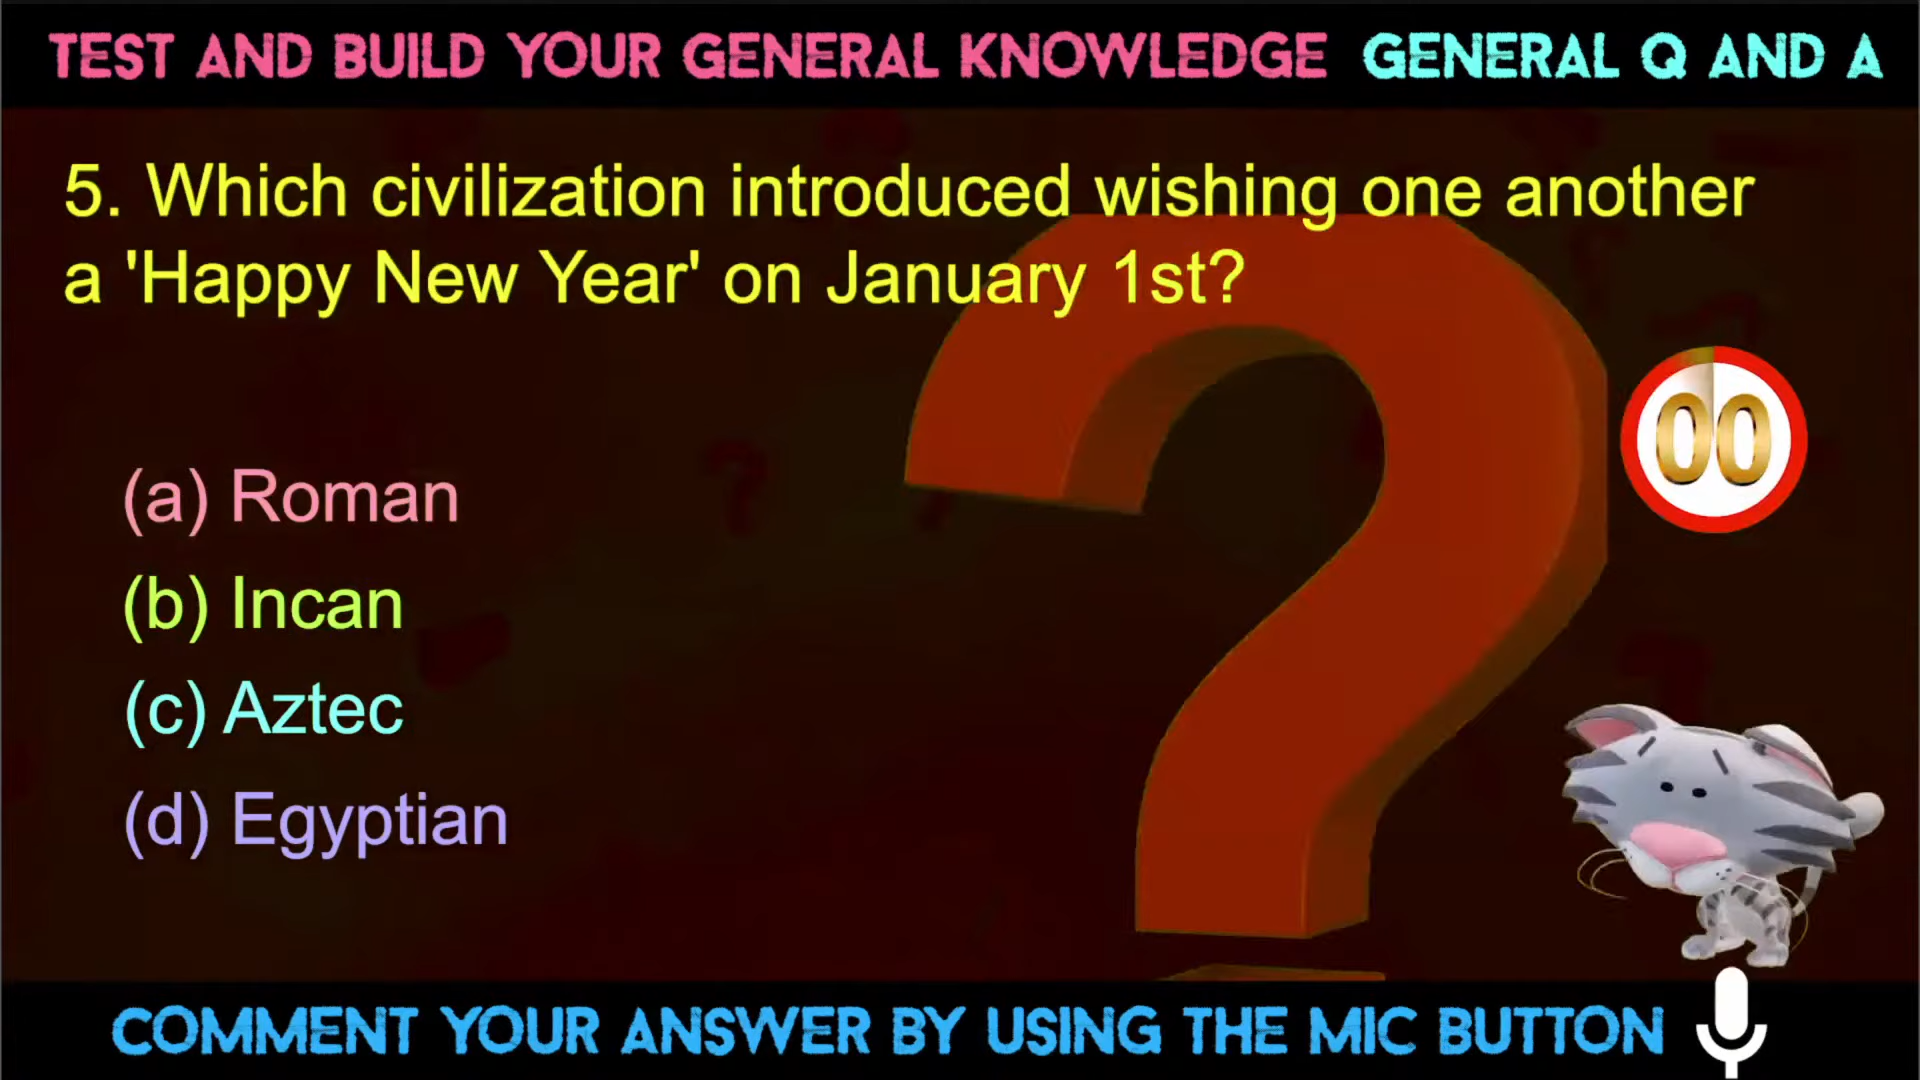 TEST AND BUILD YOUR GENERAL KNOWLEDGE GENERAL Q AND A
5. Which civilization introduced wishing one another
a 'Happy New Year' on January 1st?
00
(a) Roman
(b) Incan
(c) Aztec
(d) Egyptian
COMMENT YOUR ANSWER BY USING THE MIC BUTTON